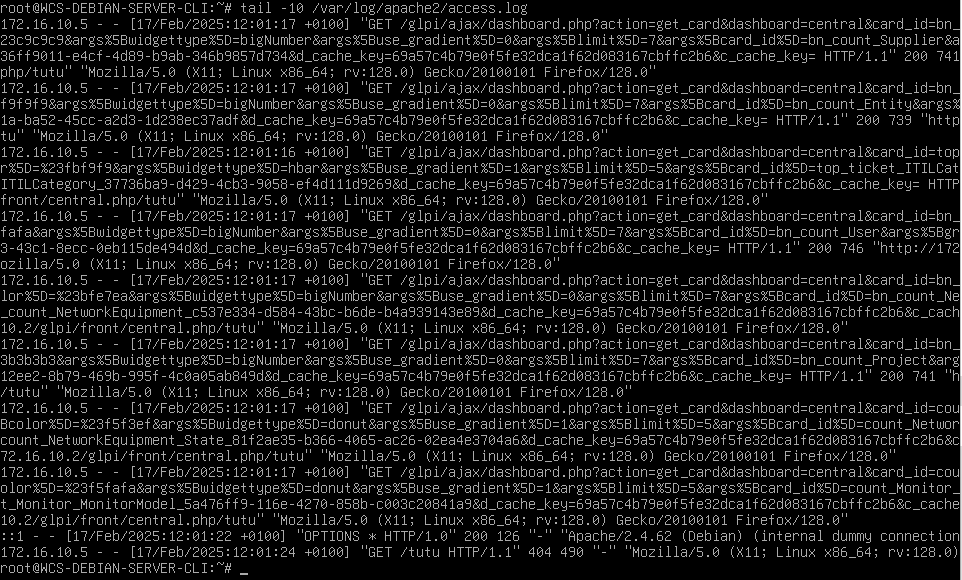 root@WCS-DEBIAN-SERVER-CLI:~# tail -10 /var/log/apache2/access.log
172.16.10.5 - - [17/Feb/2025:12:01:17 +0100] "GET /glpi/ajax/dashboard.php?action=get_card&dashboard=central&card_id=bn_
23c9c9c9&args%5Bwidgettype%5D=bigNumber&args%5Buse_gradient%5D=0&args%5Blimit%5D=7&args%5Bcard_id%5D=bn_count_Supplier&a
36ff9011-e4cf-4d89-b9ab-346b9857d734&d_cache_key=69a57c4b79e0f5fe32dca1f62d083167cbffc2b6&c_cache_key= HTTP/1.1" 200 741
php/tutu" "Mozilla/5.0 (X11; Linux x86_64; rv:128.0) Gecko/20100101 Firefox/128.0"
172.16.10.5 - - [17/Feb/2025:12:01:17 +0100] "GET /glpi/ajax/dashboard.php?action=get_card&dashboard=central&card_id=bn_
f9f9f9&args%5Bwidgettype%5D=bigNumber&args%5Buse_gradient%5D=0&args%5Blimit%5D=7&args%5Bcard_id%5D=bn_count_Entity&args%
1a-ba52-45cc-a2d3-1d238ec37adf&d_cache_key=69a57c4b79e0f5fe32dca1f62d083167cbffc2b6&c_cache_key= HTTP/1.1" 200 739 "http
tu" "Mozilla/5.0 (X11; Linux x86_64; rv:128.0) Gecko/20100101 Firefox/128.0"
172.16.10.5 - - [17/Feb/2025:12:01:16 +0100] "GET /glpi/ajax/dashboard.php?action=get_card&dashboard=central&card_id=top
r%5D=%23fbf9f9&args%5Bwidgettype%5D=hbar&args%5Buse_gradient%5D=1&args%5Blimit%5D=5&args%5Bcard_id%5D=top_ticket_ITILCat
ITILCategory_37736ba9-d429-4cb3-9058-ef4d111d9269&d_cache_key=69a57c4b79e0f5fe32dca1f62d083167cbffc2b6&c_cache_key= HTTP
front/central.php/tutu" "Mozilla/5.0 (X11; Linux x86_64; rv:128.0) Gecko/20100101 Firefox/128.0"
172.16.10.5 - - [17/Feb/2025:12:01:17 +0100] "GET /glpi/ajax/dashboard.php?action=get_card&dashboard=central&card_id=bn_
fafa&args%5Bwidgettype%5D=bigNumber&args%5Buse_gradient%5D=0&args%5Blimit%5D=7&args%5Bcard_id%5D=bn_count_User&args%5Bgr
3-43c1-8ecc-0eb115de494d&d_cache_key=69a57c4b79e0f5fe32dca1f62d083167cbffc2b6&c_cache_key= HTTP/1.1" 200 746 "http://172
ozilla/5.0 (X11; Linux x86_64; rv:128.0) Gecko/20100101 Firefox/128.0"
172.16.10.5 - - [17/Feb/2025:12:01:17 +0100] "GET /glpi/ajax/dashboard.php?action=get_card&dashboard=central&card_id=bn_
lor%5D=%23bfe7ea&args%5Bwidgettype%5D=bigNumber&args%5Buse_gradient%5D=0&args%5Blimit%5D=7&args%5Bcard_id%5D=bn_count_Ne
_count_NetworkEquipment_c537e334-d584-43bc-b6de-b4a939143e89&d_cache_key=69a57c4b79e0f5fe32dca1f62d083167cbffc2b6&c_cach
10.2/glpi/front/central.php/tutu" "Mozilla/5.0 (X11; Linux x86_64; rv:128.0) Gecko/20100101 Firefox/128.0"
172.16.10.5 - - [17/Feb/2025:12:01:17 +0100] "GET /glpi/ajax/dashboard.php?action=get_card&dashboard=central&card_id=bn_
3b3b3b3&args%5Bwidgettype%5D=bigNumber&args%5Buse_gradient%5D=0&args%5Blimit%5D=7&args%5Bcard_id%5D=bn_count_Project&arg
12ee2-8b79-469b-995f-4c0a05ab849d&d_cache_key=69a57c4b79e0f5fe32dca1f62d083167cbffc2b6&c_cache_key= HTTP/1.1" 200 741 "h
/tutu" "Mozilla/5.0 (X11; Linux x86_64; rv:128.0) Gecko/20100101 Firefox/128.0"
172.16.10.5 - - [17/Feb/2025:12:01:17 +0100] "GET /glpi/ajax/dashboard.php?action=get_card&dashboard=central&card_id=cou
Bcolor%5D=%23f5f3ef&args%5Bwidgettype%5D=donut&args%5Buse_gradient%5D=1&args%5Blimit%5D=5&args%5Bcard_id%5D=count_Networ
count_NetworkEquipment_State_81f2ae35-b366-4065-ac26-02ea4e3704a6&d_cache_key=69a57c4b79e0f5fe32dca1f62d083167cbffc2b6&c
72.16.10.2/glpi/front/central.php/tutu" "Mozilla/5.0 (X11; Linux x86_64; rv:128.0) Gecko/20100101 Firefox/128.0"
172.16.10.5 - - [17/Feb/2025:12:01:17 +0100] "GET /glpi/ajax/dashboard.php?action=get_card&dashboard=central&card_id=cou
olor%5D=%23f5fafa&args%5Bwidgettype%5D=donut&args%5Buse_gradient%5D=1&args%5Blimit%5D=5&args%5Bcard_id%5D=count_Monitor_
t_Monitor_MonitorModel_5a476ff9-116e-4270-858b-c003c20841a9&d_cache_key=69a57c4b79e0f5fe32dca1f62d083167cbffc2b6&c_cache
10.2/glpi/front/central.php/tutu" "Mozilla/5.0 (X11; Linux x86_64; rv:128.0) Gecko/20100101 Firefox/128.0"
::1 - - [17/Feb/2025:12:01:22 +0100] "OPTIONS * HTTP/1.0" 200 126 "-" "Apache/2.4.62 (Debian) (internal dummy connection
172.16.10.5 - - [17/Feb/2025:12:01:24 +0100] "GET /tutu HTTP/1.1" 404 490 "-" "Mozilla/5.0 (X11; Linux x86_64; rv:128.0)
root@WCS-DEBIAN-SERVER-CLI:~# _